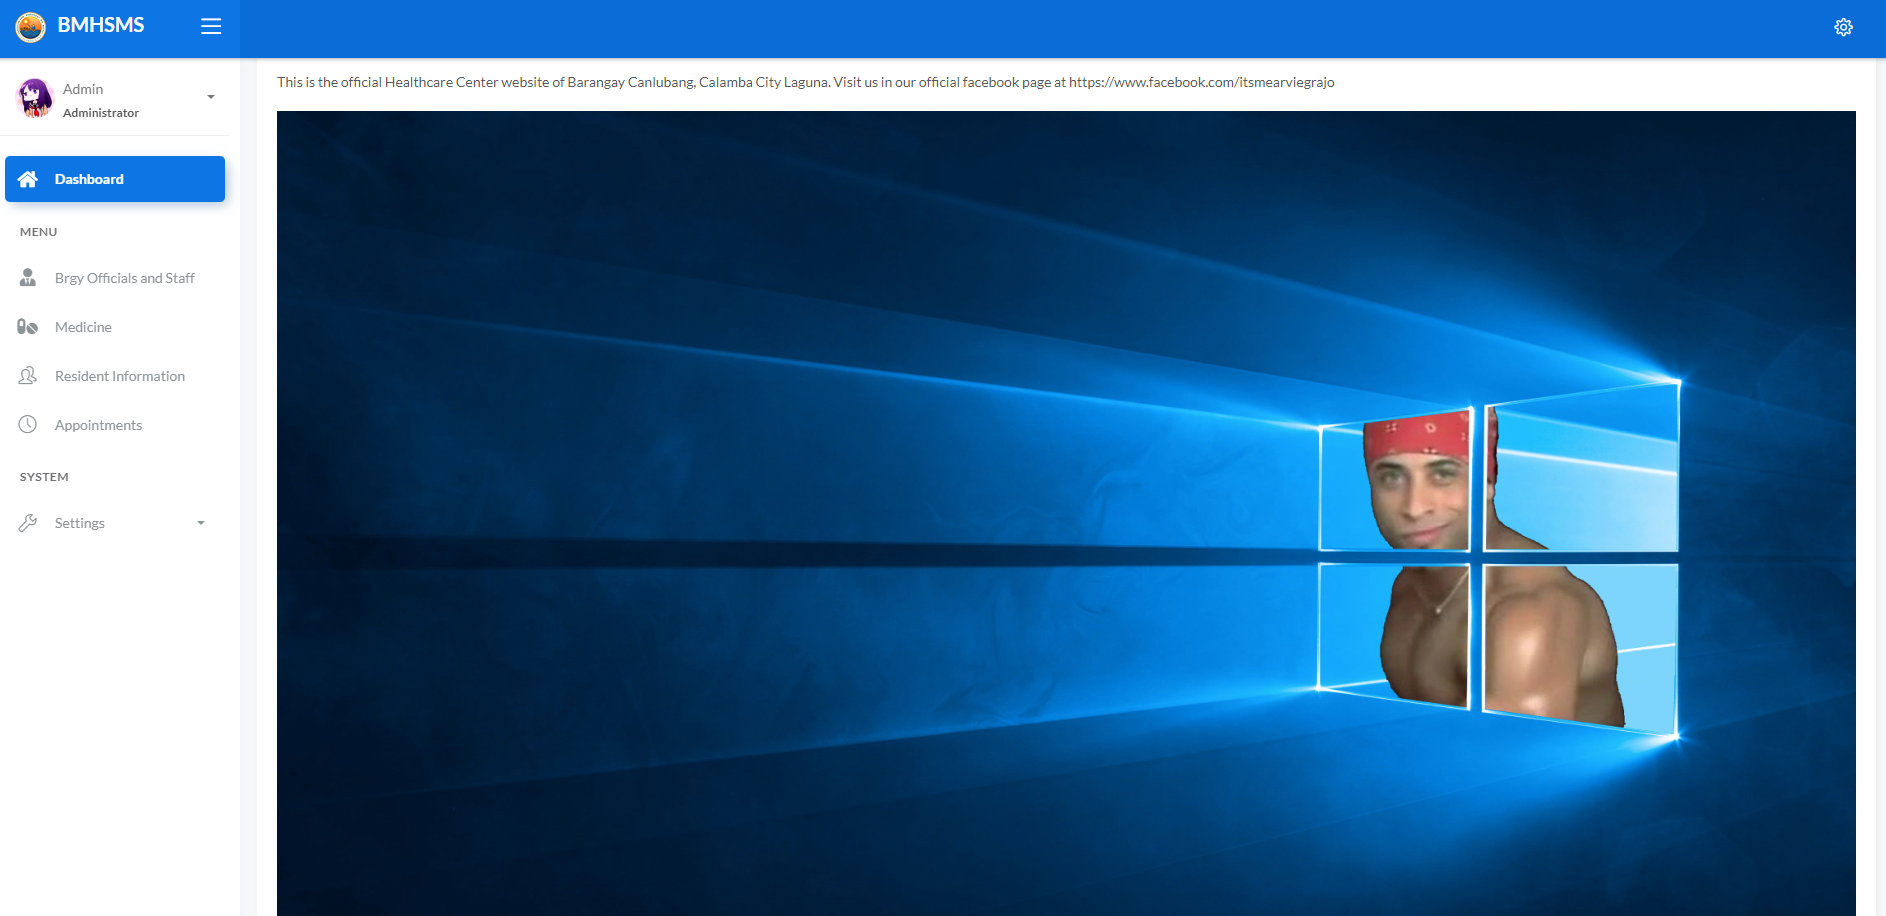 BMHSMS
Admin
Administrator
Dashboard
MENU
Brgy Officials and Staff
Medicine
Resident Information
Appointments
SYSTEM
Settings
This is the official Healthcare Center website of Barangay Canlubang, Calamba City Laguna. Visit us in our official facebook page at https://www.facebook.com/itsmearviegrajo